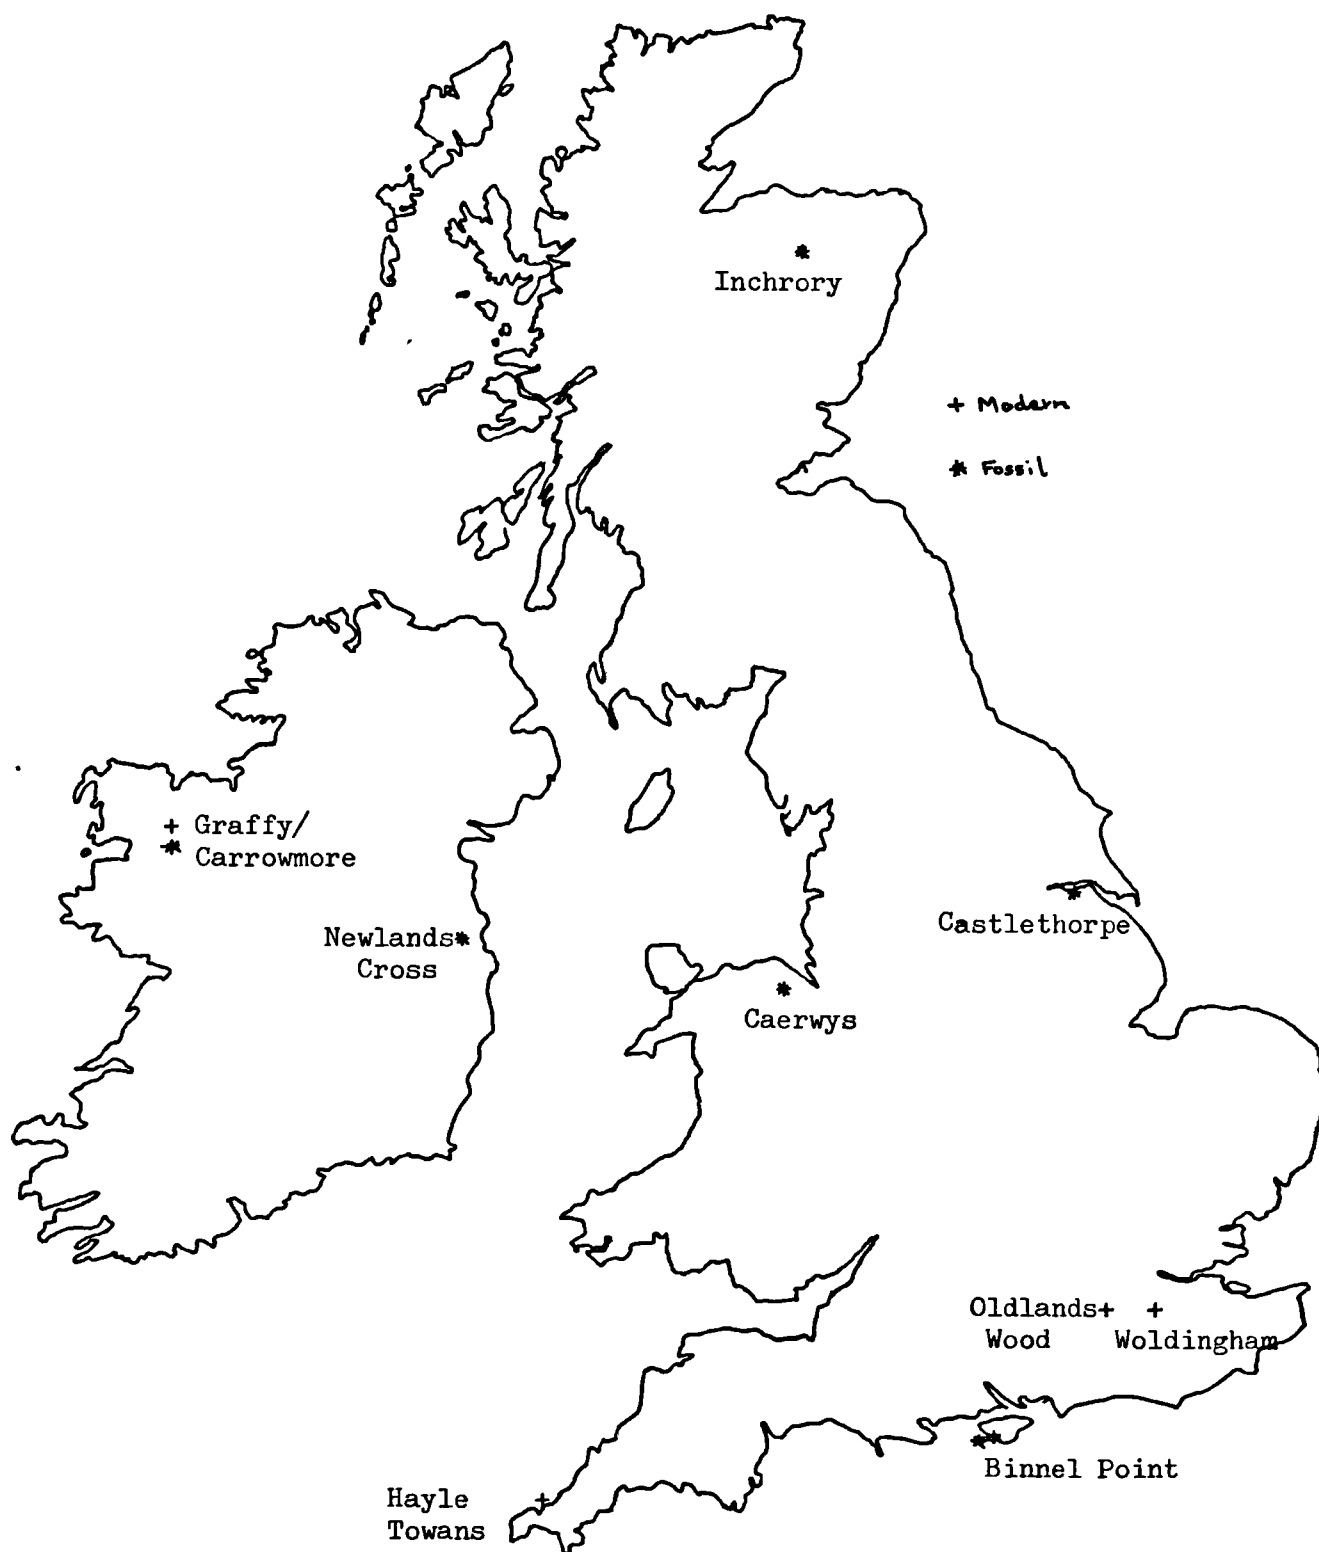 Inchrory
+ Modern
* Fossil
+ Graffy/
* Carrowmore
Castlethorpe
Newlands*
Cross
Caerwys
Oldlands+ +
Wood Woldingham
Binnel Point
Hayle
Towans